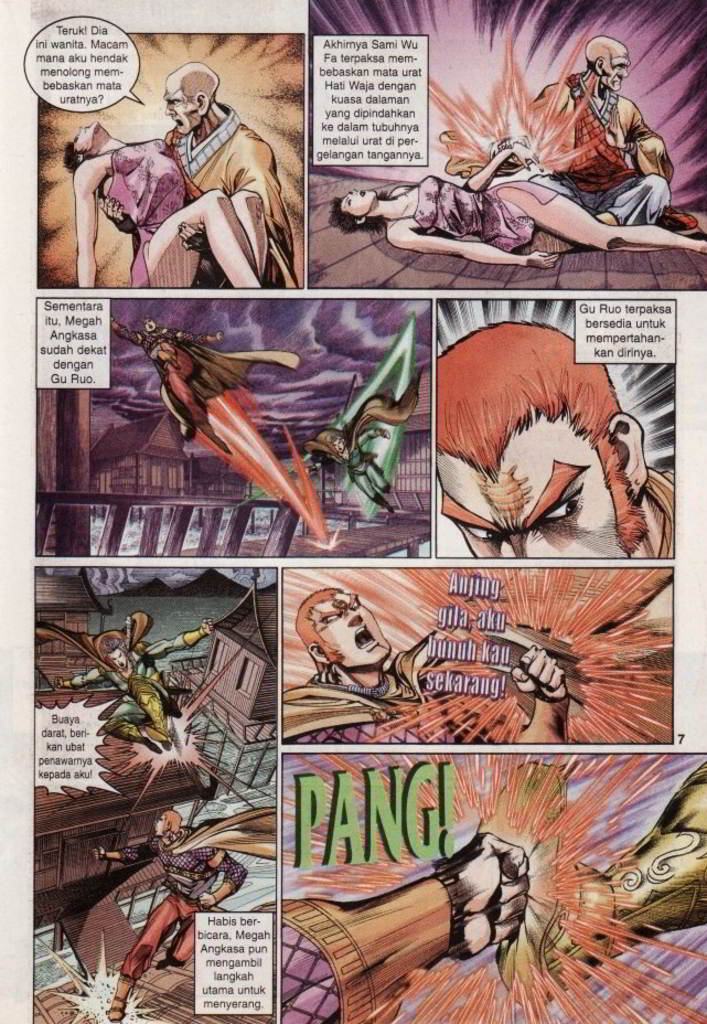 Teruk! Dia
ini wanita. Macam
mana aku hendak
menolong mem-
bebaskan mata
uratnya?
Akhirnya Sami Wu
Fa terpaksa mem-
bebaskan mata urat
Hati Waja dengan
kuasa dalaman
yang dipindahkan
ke dalam tubuhnya
melalui urat di per-
gelangan tangannya.
Sementara
itu, Megah
Angkasa
sudah dekat
dengan
Gu Ruo.
Gu Ruo terpaksa
bersedia untuk
mempertahan-
kan dirinya.
Buaya
darat, beri-
kan ubat
penawarnya
kepada aku!
Habis ber-
bicara, Megah
Angkasa pun
mengambil
langkah
utama untuk
menyerang.
Anjing
gila, aku
bunuh kau
sekarang!
7
PANG!